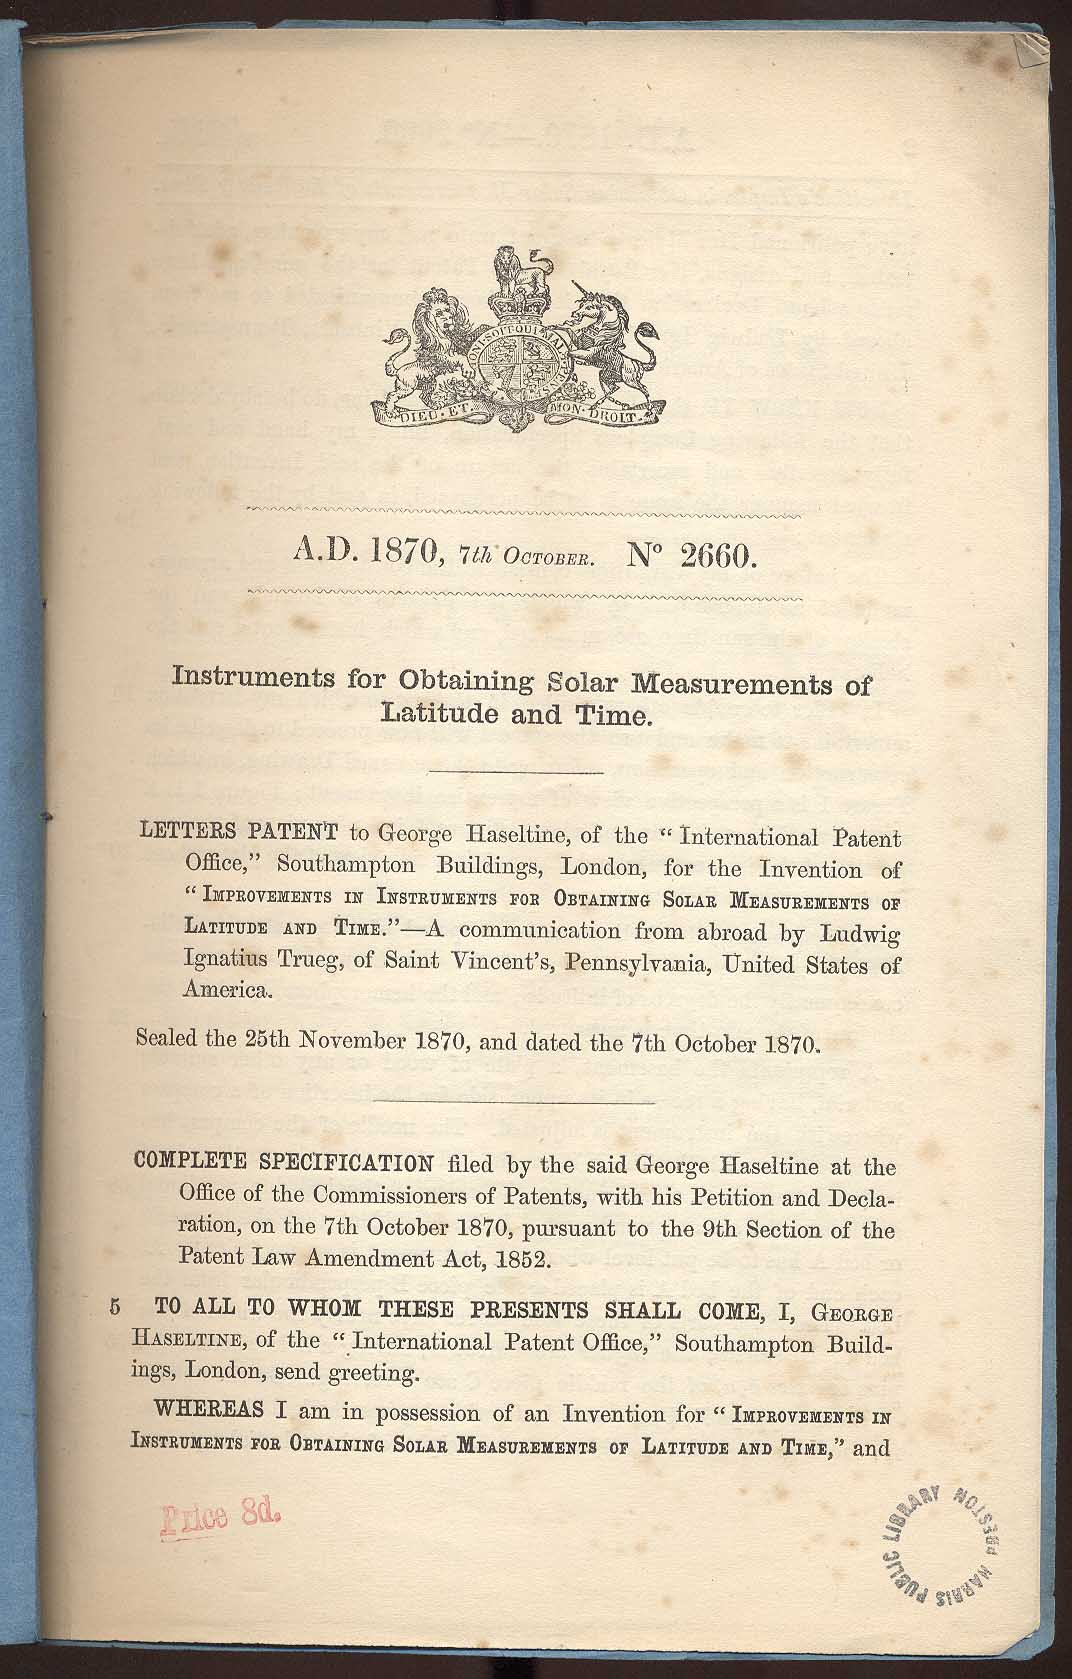 HONI·SOIT·QUI·MAL·Y·PENSE
DIEU·ET· MON·DROIT.
A.D. 1870, 7th OCTOBER. Nº 2660.
Instruments for Obtaining Solar Measurements of
Latitude and Time.
LETTERS PATENT to George Haseltine, of the “International Patent
Office,” Southampton Buildings, London, for the Invention of
“IMPROVEMENTS IN INSTRUMENTS FOR OBTAINING SOLAR MEASUREMENTS OF
LATITUDE AND TIME.”—A communication from abroad by Ludwig
Ignatius Trueg, of Saint Vincent's, Pennsylvania, United States of
America.
Sealed the 25th November 1870, and dated the 7th October 1870.
COMPLETE SPECIFICATION filed by the said George Haseltine at the
Office of the Commissioners of Patents, with his Petition and Decla-
ration, on the 7th October 1870, pursuant to the 9th Section of the
Patent Law Amendment Act, 1852.
5 TO ALL TO WHOM THESE PRESENTS SHALL COME, I, GEORGE
HASELTINE, of the “International Patent Office,” Southampton Build-
ings, London, send greeting.
WHEREAS I am in possession of an Invention for “IMPROVEMENTS IN
INSTRUMENTS FOR OBTAINING SOLAR MEASUREMENTS OF LATITUDE AND TIME,” and
Price 8d.
HARRIS PUBLIC LIBRARY PRESTON